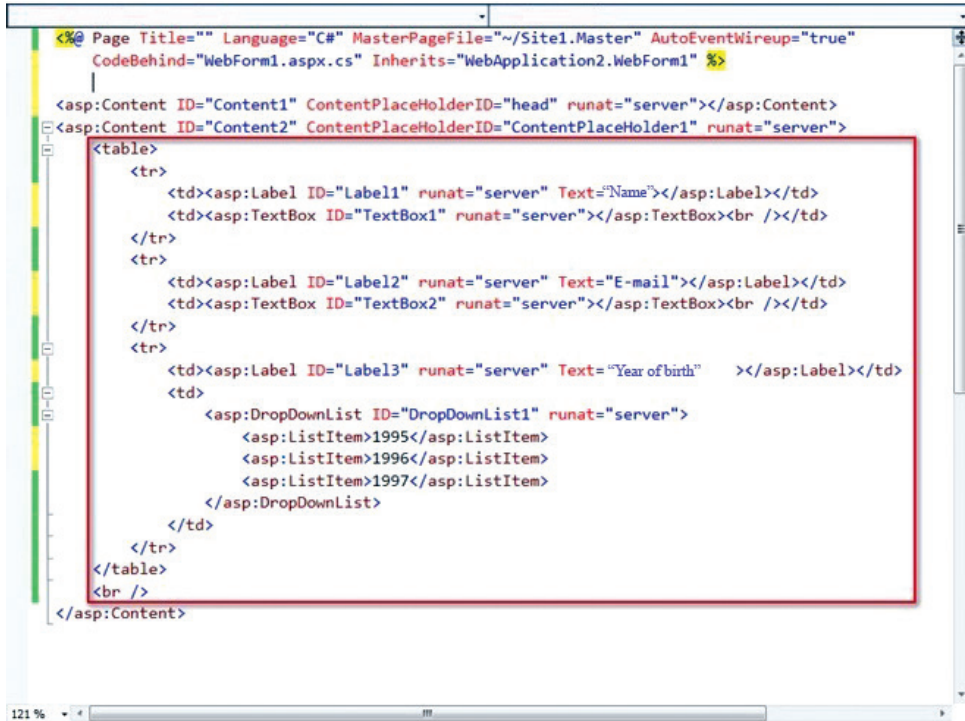 <%@ Page Title="" Language="C#" MasterPageFile="~/Site1.Master" AutoEventWireup="true"
CodeBehind="WebForm1.aspx.cs" Inherits="WebApplication2.WebForm1" %>
<asp:Content ID="Content1" ContentPlaceHolderID="head" runat="server"></asp:Content>
<asp:Content ID="Content2" ContentPlaceHolderID="ContentPlaceHolder1" runat="server">
<table>
<tr>
<td><asp:Label ID="Label1" runat="server" Text=“Name”></asp:Label></td>
<td><asp:TextBox ID="TextBox1" runat="server"></asp:TextBox><br /></td>
</tr>
<tr>
<td><asp:Label ID="Label2" runat="server" Text="E-mail"></asp:Label></td>
<td><asp:TextBox ID="TextBox2" runat="server"></asp:TextBox><br /></td>
</tr>
<tr>
<td><asp:Label ID="Label3" runat="server" Text=“Year of birth” ></asp:Label></td>
<td>
<asp:DropDownList ID="DropDownList1" runat="server">
<asp:ListItem>1995</asp:ListItem>
<asp:ListItem>1996</asp:ListItem>
<asp:ListItem>1997</asp:ListItem>
</asp:DropDownList>
</td>
</tr>
</table>
<br />
</asp:Content>
121 %